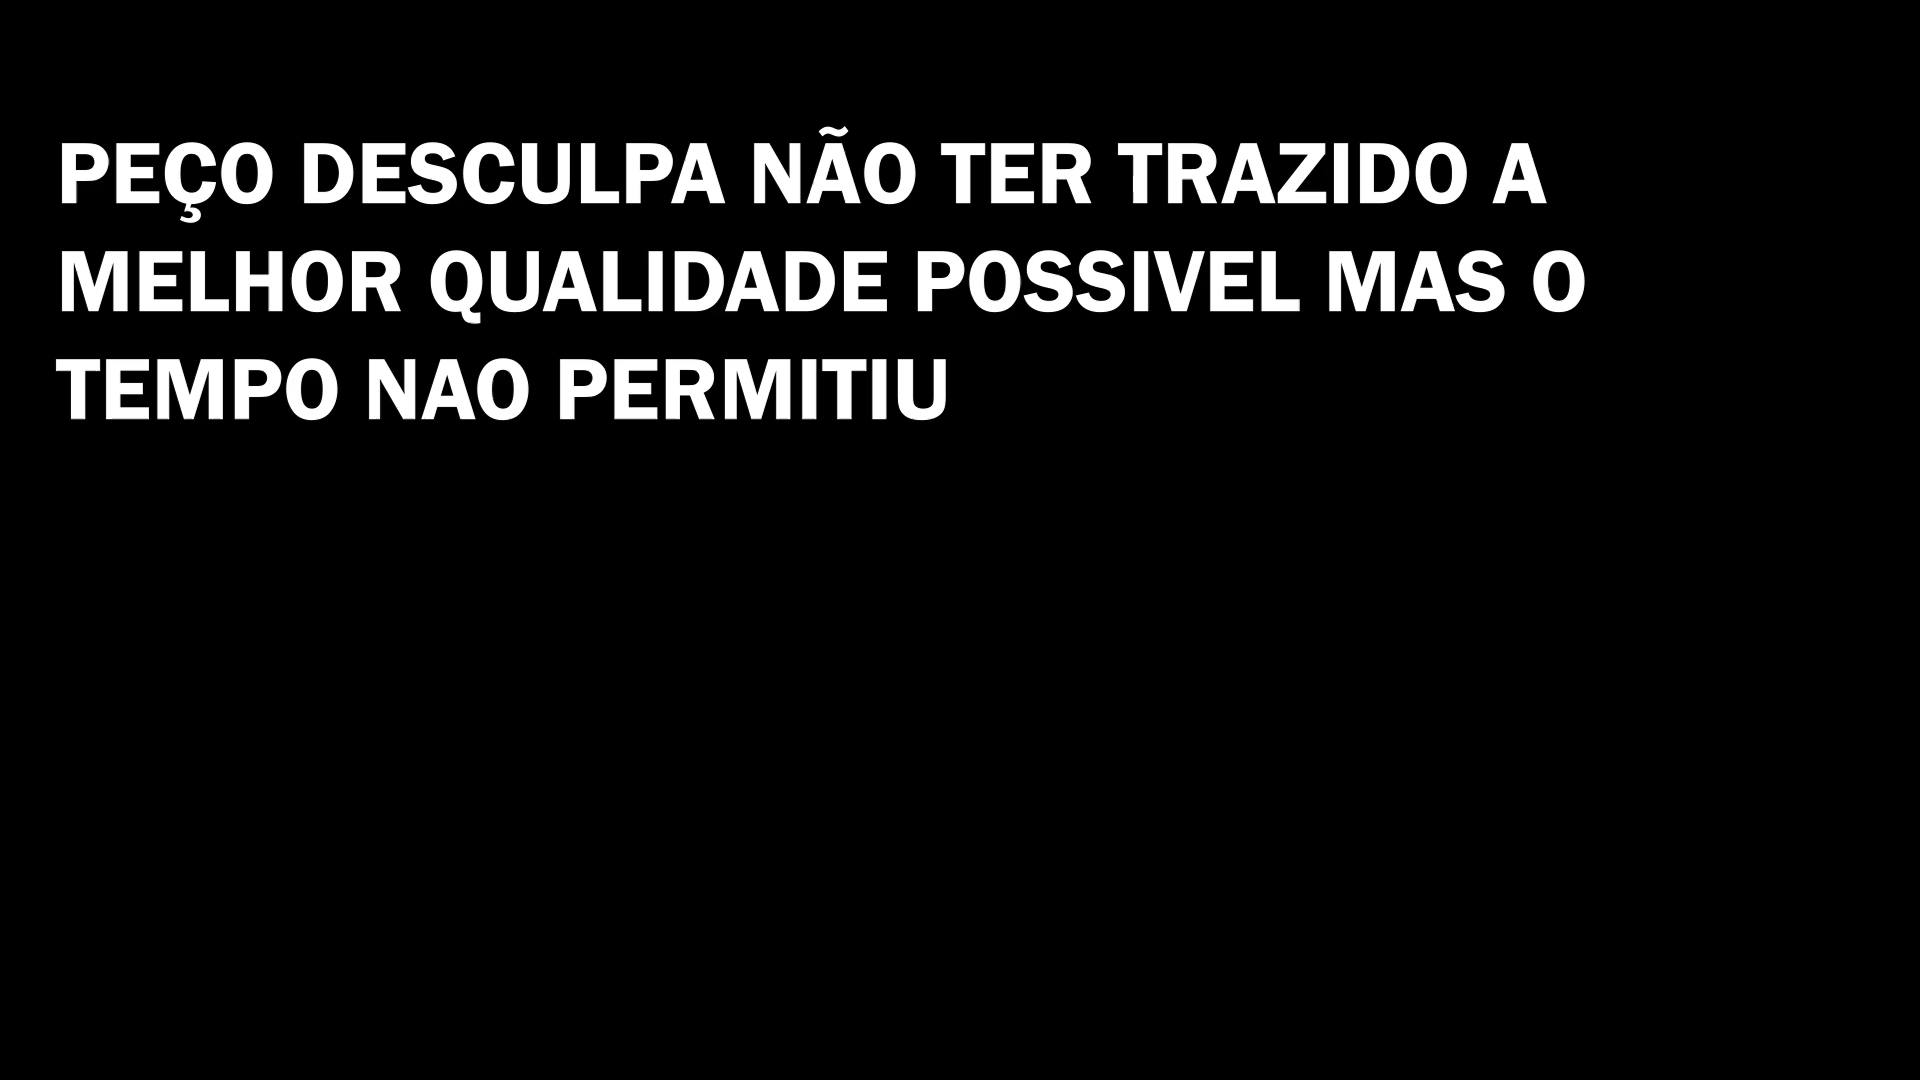 PEÇO DESCULPA NÃO TER TRAZIDO A
MELHOR QUALIDADE POSSIVEL MAS O
TEMPO NAO PERMITIU